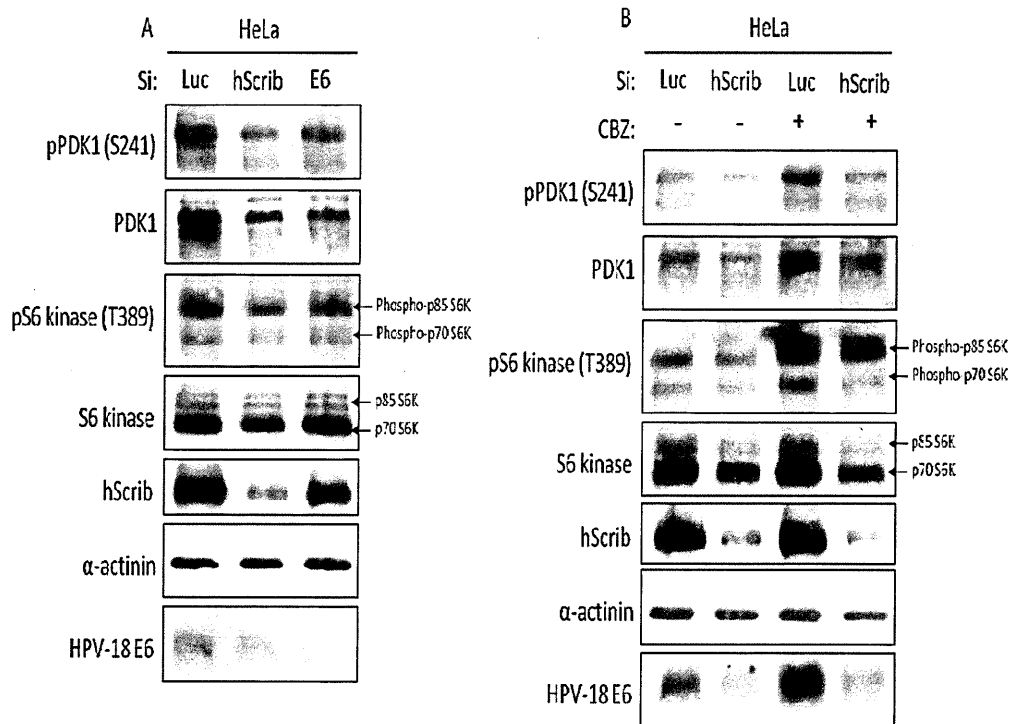 A
HeLa
Si: Luc hScrib E6
pPDK1 (S241)
PDK1
pS6 kinase (T389)
Phospho-p85 S6K
Phospho-p70 S6K
S6 kinase
p85 S6K
p70 S6K
hScrib
α-actinin
HPV-18 E6
B
HeLa
Si: Luc hScrib Luc hScrib
CBZ: - - + +
pPDK1 (S241)
PDK1
pS6 kinase (T389)
Phospho-p85 S6K
Phospho-p70 S6K
S6 kinase
p85 S6K
p70 S6K
hScrib
α-actinin
HPV-18 E6